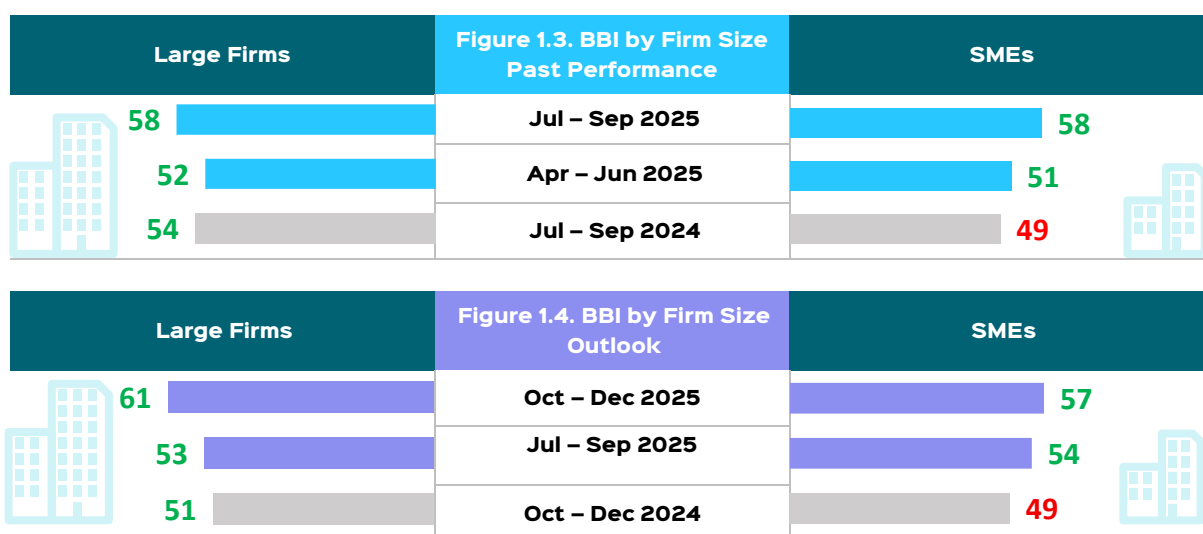 Large Firms
Figure 1.3. BBI by Firm Size
Past Performance
SMEs
58
Jul – Sep 2025
58
52
Apr – Jun 2025
51
54
Jul – Sep 2024
49
Large Firms
Figure 1.4. BBI by Firm Size
Outlook
SMEs
61
Oct – Dec 2025
57
53
Jul – Sep 2025
54
51
Oct – Dec 2024
49